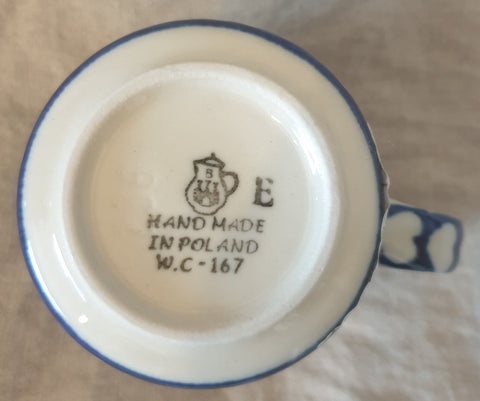 B
E
HAND MADE
IN POLAND
W.C-167